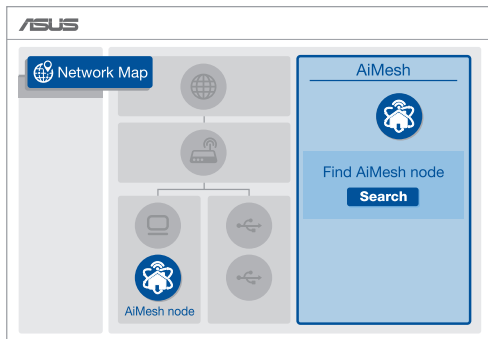 ASUS
Network Map
AiMesh
Find AiMesh node
Search
AiMesh node